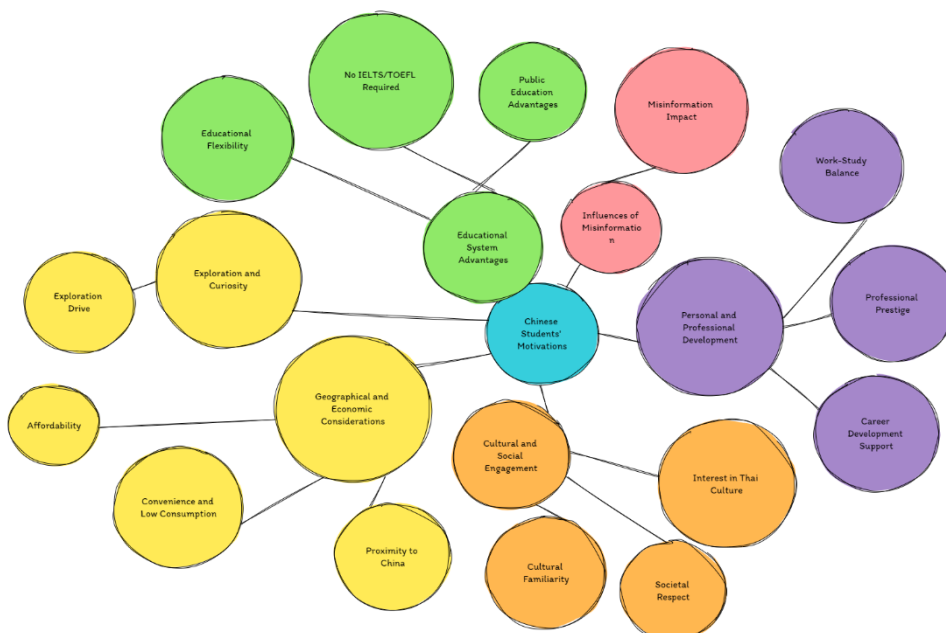 No IELTS/TOEFL
Required
Public
Education
Advantages
Misinformation
Impact
Educational
Flexibility
Work-Study
Balance
Influences of
Misinformatio
n
Educational
System
Advantages
Exploration and
Curiosity
Exploration
Drive
Chinese
Students'
Motivations
Personal and
Professional
Development
Professional
Prestige
Geographical and
Economic
Considerations
Affordability
Cultural and
Social
Engagement
Career
Development
Support
Interest in Thai
Culture
Convenience and
Low Consumption
Proximity to
China
Cultural
Familiarity
Societal
Respect